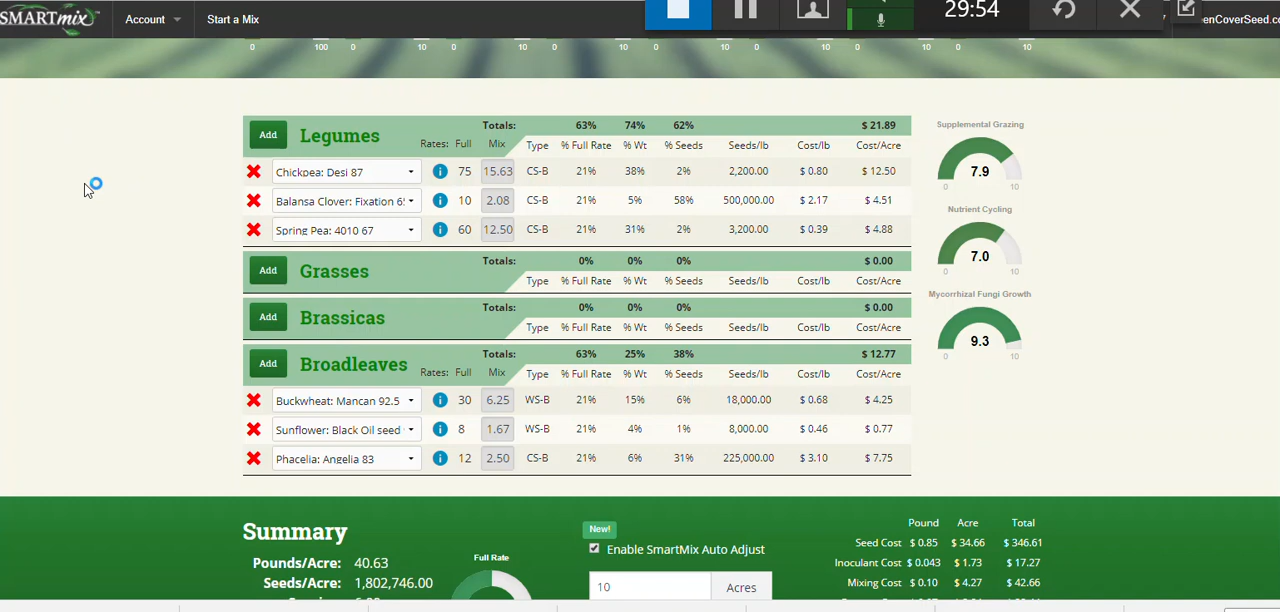 SMARTmix Account Start a Mix 29:54 enCoverSeed.co
0 100 0 10 0 10 0 10 0 10 0 10 0 10 0 10
Add Legumes Totals: 63% 74% 62% $ 21.89
Rates: Full Mix Type % Full Rate % Wt % Seeds Seeds/lb Cost/lb Cost/Acre
Chickpea: Desi 87 75 15.63 CS-B 21% 38% 2% 2,200.00 $ 0.80 $ 12.50
Balansa Clover: Fixation 6 10 2.08 CS-B 21% 5% 58% 500,000.00 $ 2.17 $ 4.51
Spring Pea: 4010 67 60 12.50 CS-B 21% 31% 2% 3,200.00 $ 0.39 $ 4.88
Add Grasses Totals: 0% 0% 0% $ 0.00
Type % Full Rate % Wt % Seeds Seeds/lb Cost/lb Cost/Acre
Add Brassicas Totals: 0% 0% 0% $ 0.00
Type % Full Rate % Wt % Seeds Seeds/lb Cost/lb Cost/Acre
Add Broadleaves Totals: 63% 25% 38% $ 12.77
Rates: Full Mix Type % Full Rate % Wt % Seeds Seeds/lb Cost/lb Cost/Acre
Buckwheat: Mancan 92.5 30 6.25 WS-B 21% 15% 6% 18,000.00 $ 0.68 $ 4.25
Sunflower: Black Oil seed 8 1.67 WS-B 21% 4% 1% 8,000.00 $ 0.46 $ 0.77
Phacelia: Angelia 83 12 2.50 CS-B 21% 6% 31% 225,000.00 $ 3.10 $ 7.75
Supplemental Grazing
7.9
0 10
Nutrient Cycling
7.0
0 10
Mycorrhizal Fungi Growth
9.3
0 10
Summary
Pounds/Acre: 40.63
Seeds/Acre: 1,802,746.00
Full Rate
New!
Enable SmartMix Auto Adjust
10 Acres
Pound Acre Total
Seed Cost $ 0.85 $ 34.66 $ 346.61
Inoculant Cost $ 0.043 $ 1.73 $ 17.27
Mixing Cost $ 0.10 $ 4.27 $ 42.66